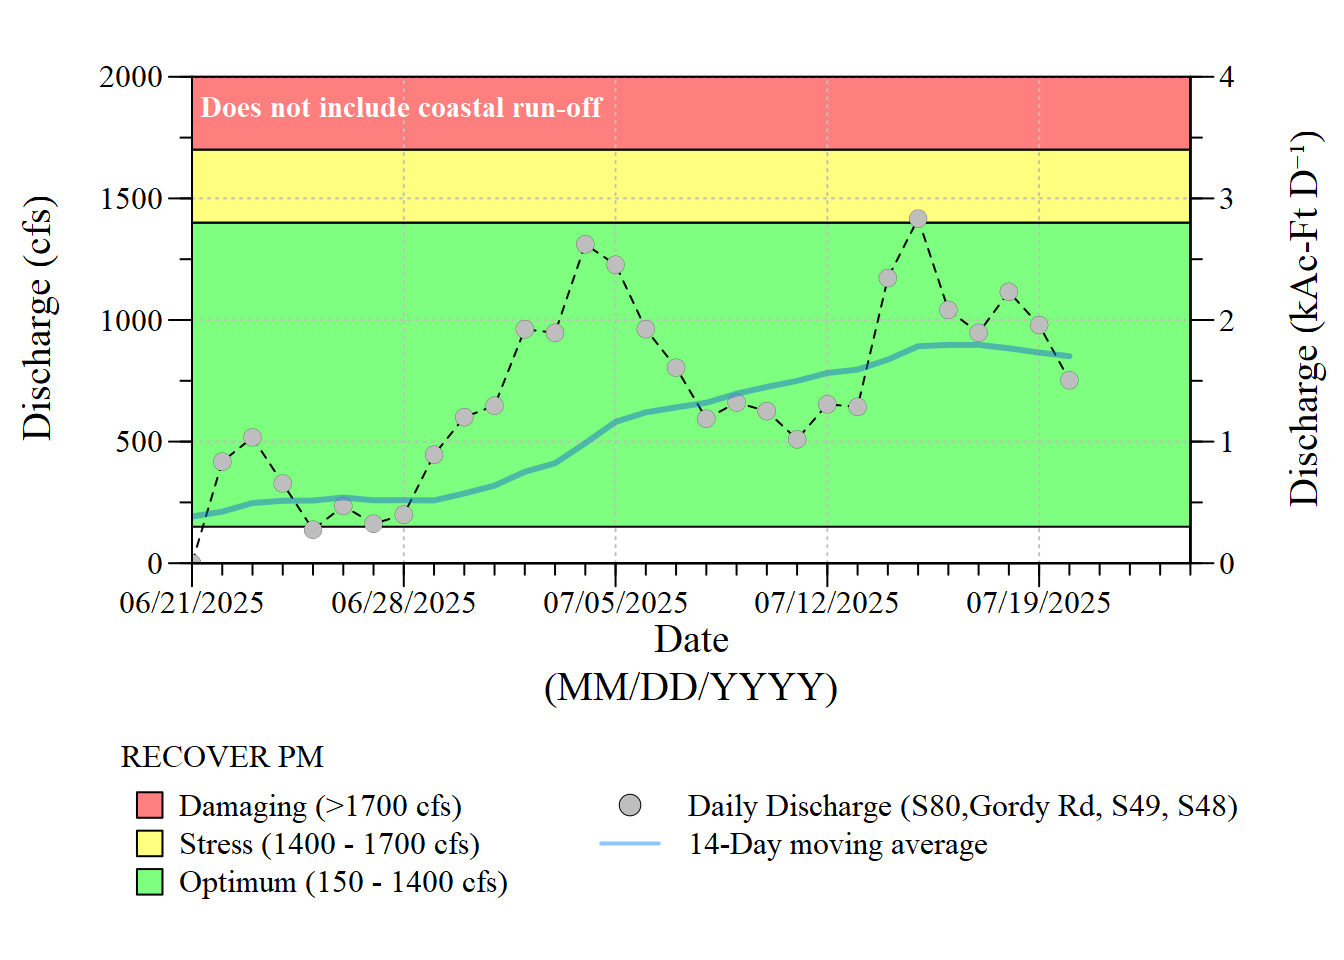 Does not include coastal run-off
2000
1500
1000
500
0
Discharge (cfs)
4
3
2
1
0
Discharge (kAc-Ft D⁻¹)
06/21/2025 06/28/2025 07/05/2025 07/12/2025 07/19/2025
Date
(MM/DD/YYYY)
RECOVER PM
Damaging (>1700 cfs)
Stress (1400 - 1700 cfs)
Optimum (150 - 1400 cfs)
Daily Discharge (S80,Gordy Rd, S49, S48)
14-Day moving average